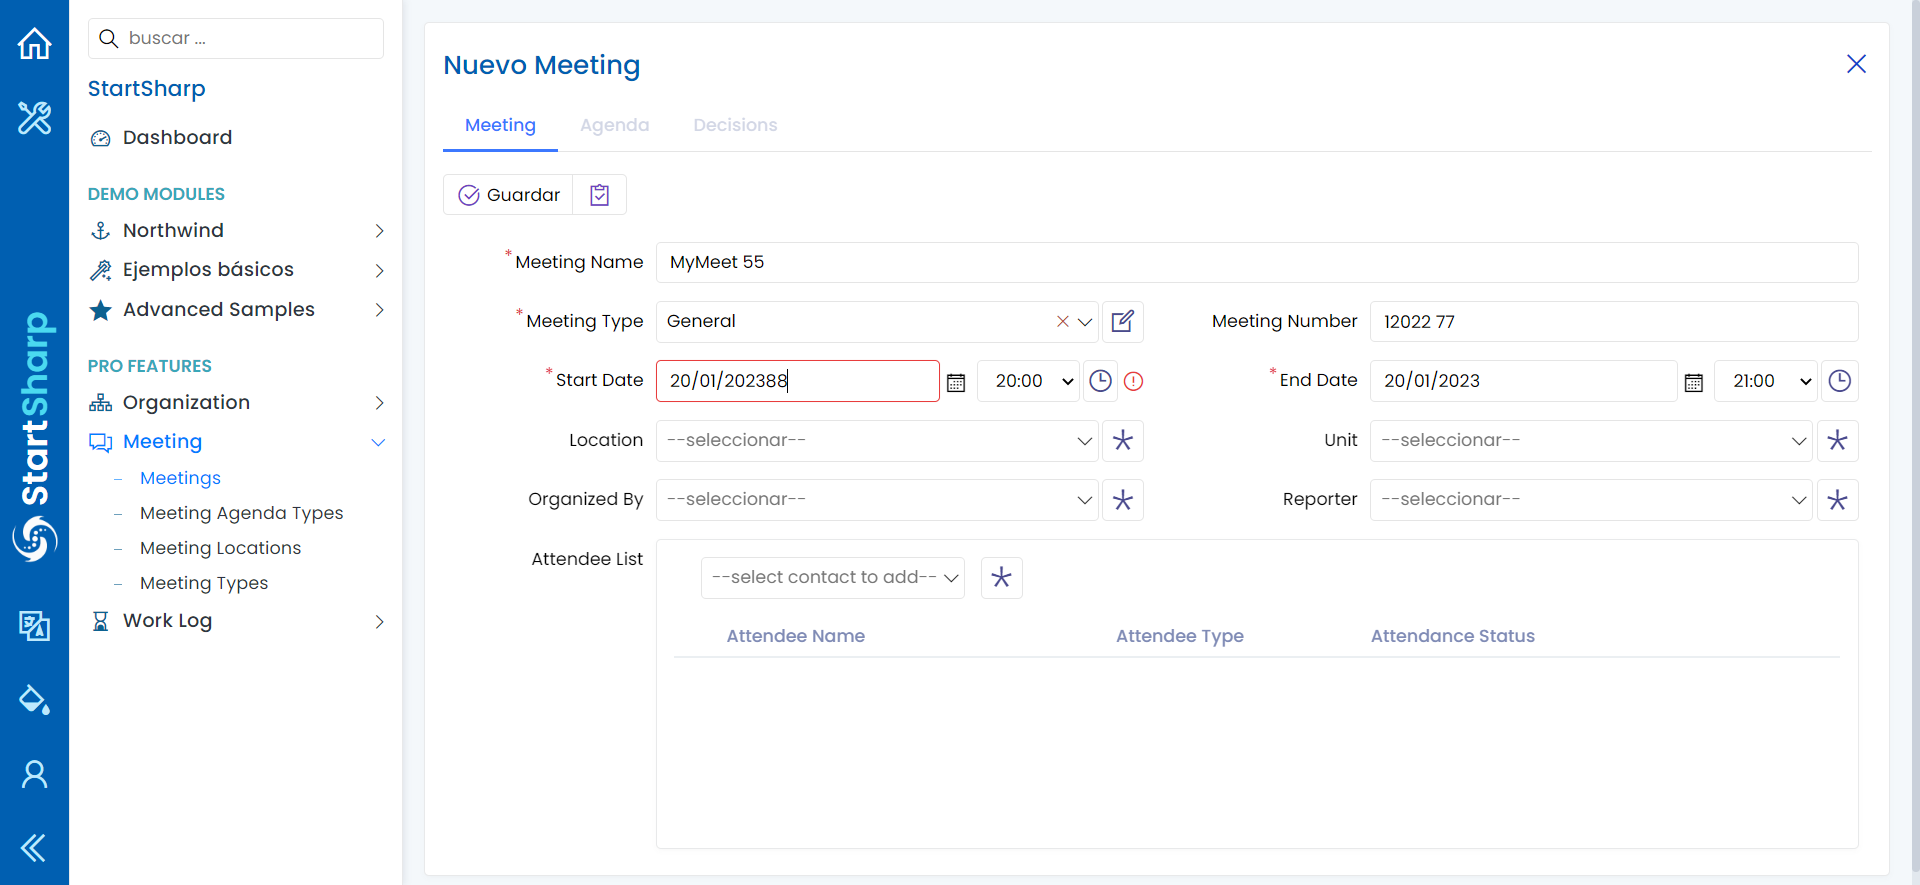 buscar ...
StartSharp
Dashboard
DEMO MODULES
Northwind
Ejemplos básicos
Advanced Samples
PRO FEATURES
Organization
Meeting
Meetings
Meeting Agenda Types
Meeting Locations
Meeting Types
Work Log
StartSharp
Nuevo Meeting
Meeting Agenda Decisions
Guardar
*Meeting Name MyMeet 55
*Meeting Type General Meeting Number 12022 77
*Start Date 20/01/202388 20:00 *End Date 20/01/2023 21:00
Location --seleccionar-- Unit --seleccionar--
Organized By --seleccionar-- Reporter --seleccionar--
Attendee List --select contact to add--
Attendee Name Attendee Type Attendance Status